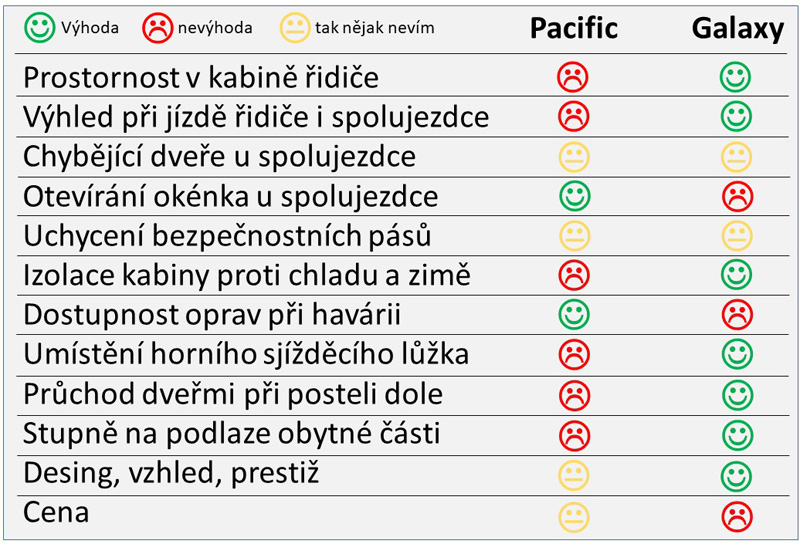 Výhoda nevýhoda tak nějak nevím Pacific Galaxy
Prostornost v kabině řidiče
Výhled při jízdě řidiče i spolujezdce
Chybějící dveře u spolujezdce
Otevírání okénka u spolujezdce
Uchycení bezpečnostních pásů
Izolace kabiny proti chladu a zimě
Dostupnost oprav při havárii
Umístění horního sjížděcího lůžka
Průchod dveřmi při posteli dole
Stupně na podlaze obytné části
Desing, vzhled, prestiž
Cena